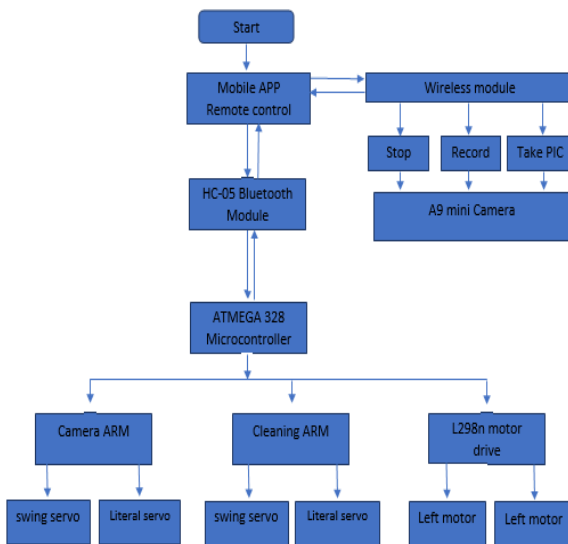 Start
Mobile APP
Remote control
Wireless module
Stop
Record
Take PIC
HC-05 Bluetooth
Module
A9 mini Camera
ATMEGA 328
Microcontroller
Camera ARM
Cleaning ARM
L298n motor
drive
swing servo
Literal servo
swing servo
Literal servo
Left motor
Left motor